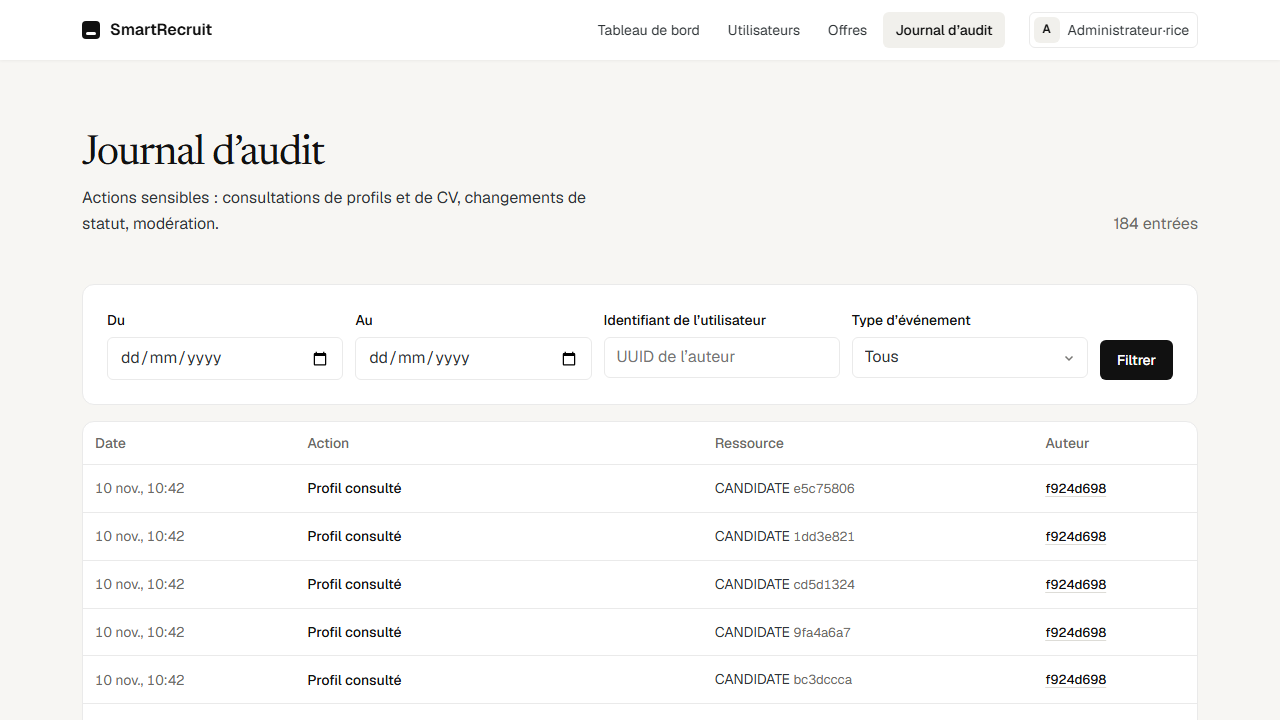 SmartRecruit
Tableau de bord
Utilisateurs
Offres
Journal d’audit
A
Administrateur·rice
Journal d’audit
Actions sensibles : consultations de profils et de CV, changements de
statut, modération.
184 entrées
Du
Au
Identifiant de l’utilisateur
Type d’événement
dd/mm/yyyy
dd/mm/yyyy
UUID de l’auteur
Tous
Filtrer
Date Action Ressource Auteur
10 nov., 10:42 Profil consulté CANDIDATE e5c75806 f924d698
10 nov., 10:42 Profil consulté CANDIDATE 1dd3e821 f924d698
10 nov., 10:42 Profil consulté CANDIDATE cd5d1324 f924d698
10 nov., 10:42 Profil consulté CANDIDATE 9fa4a6a7 f924d698
10 nov., 10:42 Profil consulté CANDIDATE bc3dccca f924d698